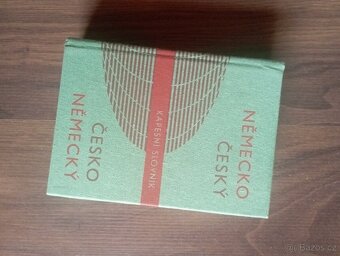 NĚMECKO
ČESKÝ
KAPESNÍ SLOVNÍK
ČESKO
NĚMECKÝ
Bazos.cz